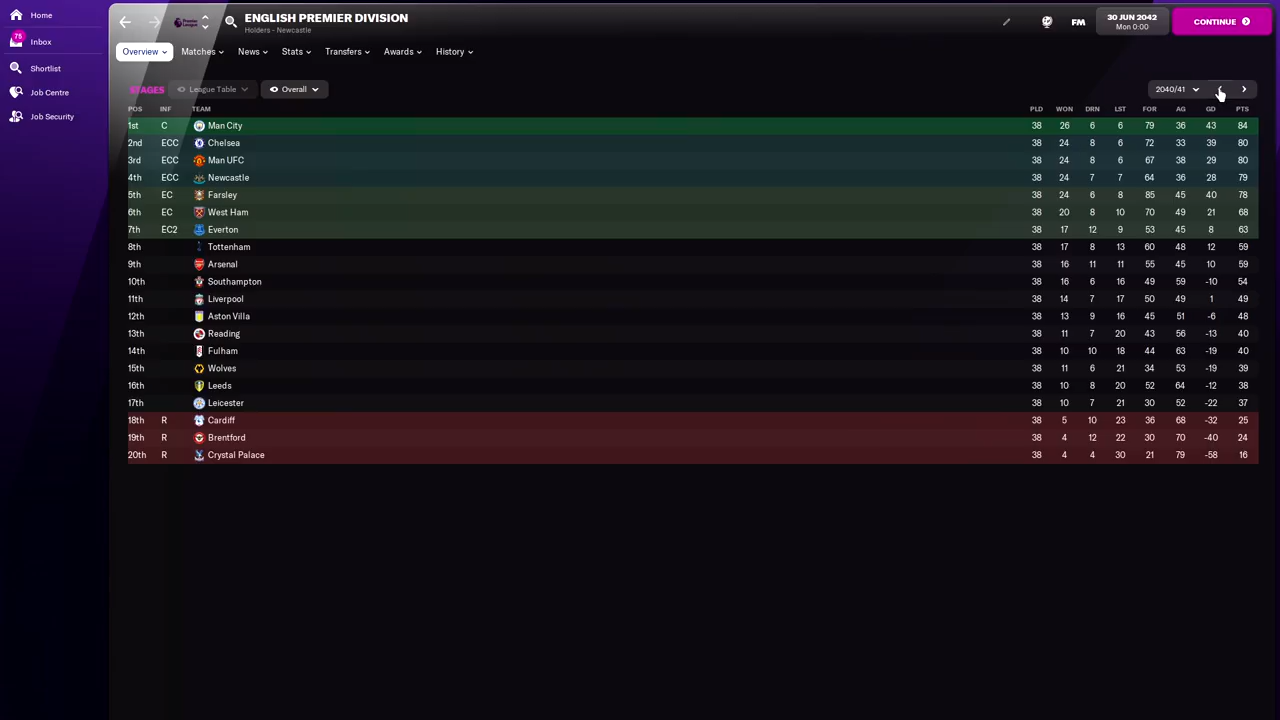 Home
75
Inbox
Shortlist
Job Centre
Job Security
ENGLISH PREMIER DIVISION
Holders - Newcastle
FM
30 JUN 2042
Mon 0:00
CONTINUE
Overview Matches News Stats Transfers Awards History
STAGES League Table Overall 2040/41
POS INF TEAM PLD WON DRN LST FOR AG GD PTS
1st C Man City 38 26 6 6 79 36 43 84
2nd ECC Chelsea 38 24 8 6 72 33 39 80
3rd ECC Man UFC 38 24 8 6 67 38 29 80
4th ECC Newcastle 38 24 7 7 64 36 28 79
5th EC Farsley 38 24 6 8 85 45 40 78
6th EC West Ham 38 20 8 10 70 49 21 68
7th EC2 Everton 38 17 12 9 53 45 8 63
8th Tottenham 38 17 8 13 60 48 12 59
9th Arsenal 38 16 11 11 55 45 10 59
10th Southampton 38 16 6 16 49 59 -10 54
11th Liverpool 38 14 7 17 50 49 1 49
12th Aston Villa 38 13 9 16 45 51 -6 48
13th Reading 38 11 7 20 43 56 -13 40
14th Fulham 38 10 10 18 44 63 -19 40
15th Wolves 38 11 6 21 34 53 -19 39
16th Leeds 38 10 8 20 52 64 -12 38
17th Leicester 38 10 7 21 30 52 -22 37
18th R Cardiff 38 5 10 23 36 68 -32 25
19th R Brentford 38 4 12 22 30 70 -40 24
20th R Crystal Palace 38 4 4 30 21 79 -58 16